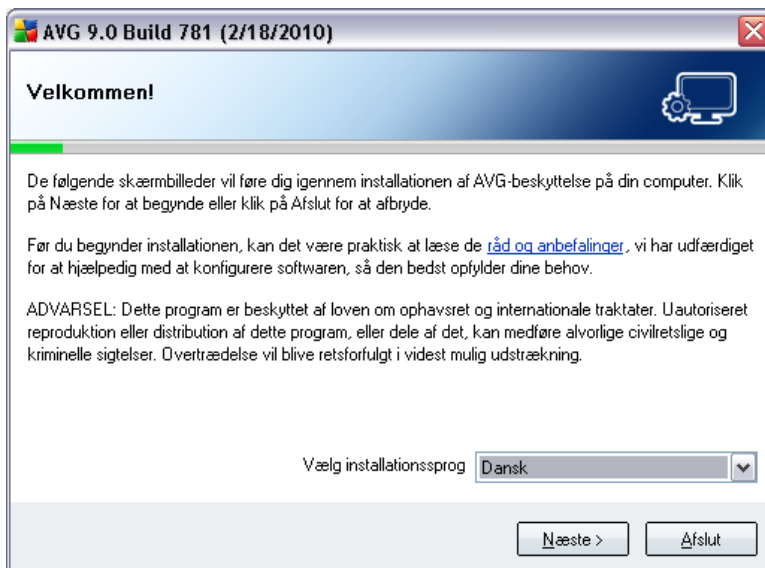 AVG 9.0 Build 781 (2/18/2010)
Velkommen!
De følgende skærmbilleder vil føre dig igennem installationen af AVG-beskyttelse på din computer. Klik
på Næste for at begynde eller klik på Afslut for at afbryde.
Før du begynder installationen, kan det være praktisk at læse de råd og anbefalinger, vi har udfærdiget
for at hjælpedig med at konfigurere softwaren, så den bedst opfylder dine behov.
ADVARSEL: Dette program er beskyttet af loven om ophavsret og internationale traktater. Uautoriseret
reproduktion eller distribution af dette program, eller dele af det, kan medføre alvorlige civilretslige og
kriminelle sigtelser. Overtrædelse vil blive retsforfulgt i videst mulig udstrækning.
Vælg installationssprog Dansk
Næste > Afslut